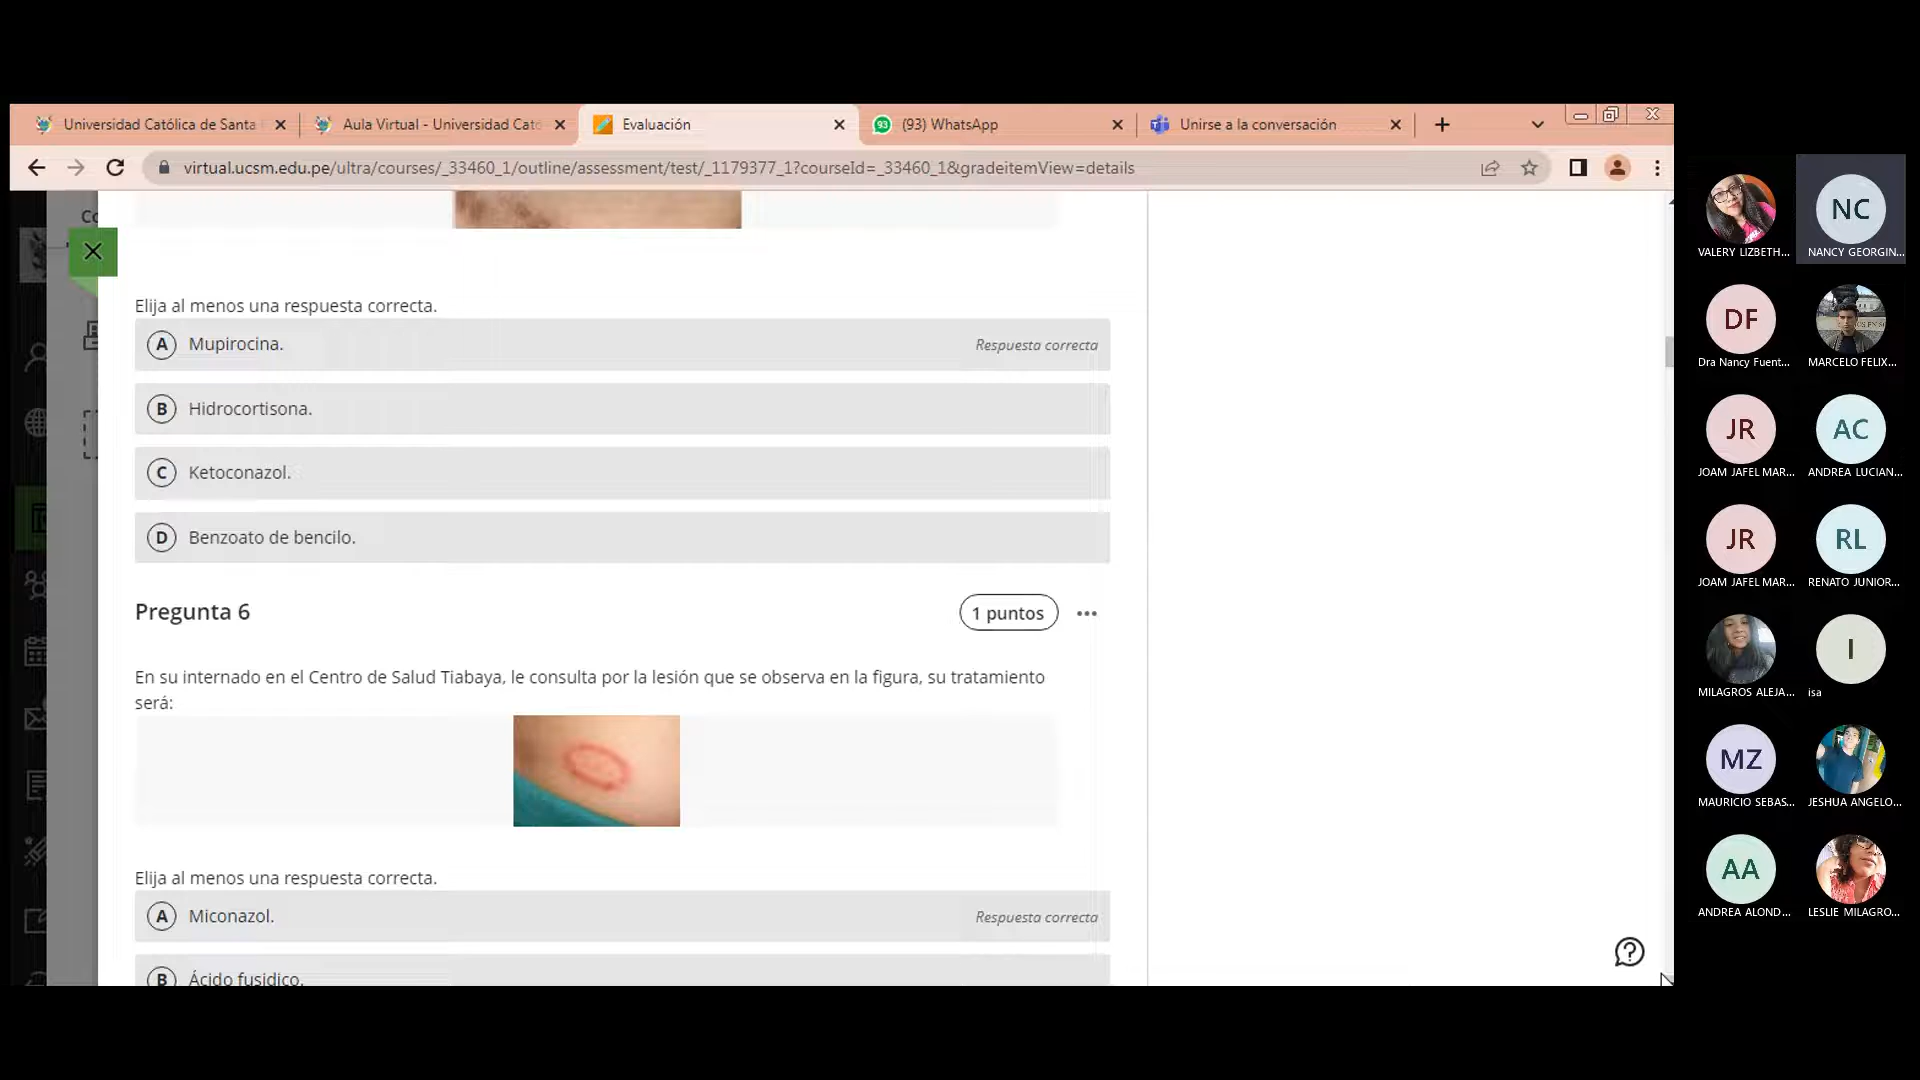 Universidad Católica de Santa
Aula Virtual - Universidad Cató
Evaluación
(93) WhatsApp
Unirse a la conversación
virtual.ucsm.edu.pe/ultra/courses/_33460_1/outline/assessment/test/_1179377_1?courseId=_33460_1&gradeitemView=details
Co
Elija al menos una respuesta correcta.
A Mupirocina. Respuesta correcta
B Hidrocortisona.
C Ketoconazol.
D Benzoato de bencilo.
Pregunta 6 1 puntos
En su internado en el Centro de Salud Tiabaya, le consulta por la lesión que se observa en la figura, su tratamiento
será:
Elija al menos una respuesta correcta.
A Miconazol. Respuesta correcta
B Ácido fusidico.
NC
VALERY LIZBETH... NANCY GEORGIN...
DF
Dra Nancy Fuent... MARCELO FELIX...
JR AC
JOAM JAFEL MAR... ANDREA LUCIAN...
JR RL
JOAM JAFEL MAR... RENATO JUNIOR...
I
MILAGROS ALEJA... isa
MZ
MAURICIO SEBAS... JESHUA ANGELO...
AA
ANDREA ALOND... LESLIE MILAGRO...